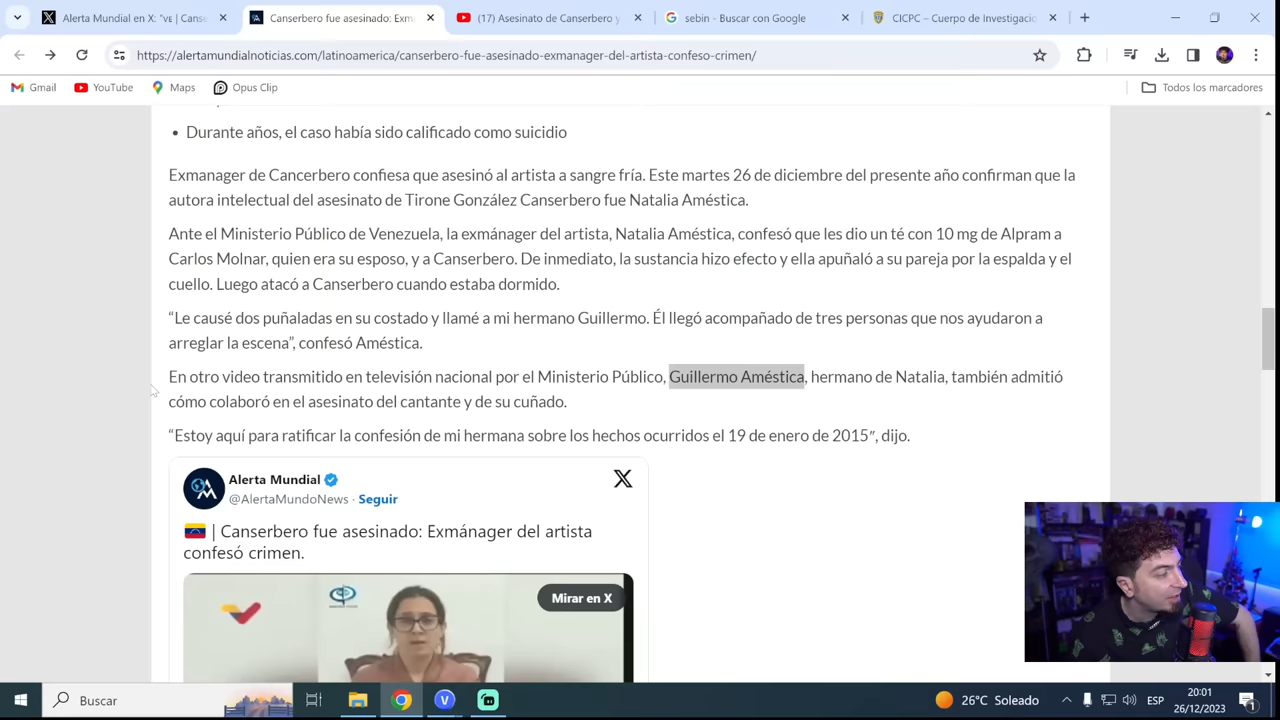 Alerta Mundial en X: "VE | Canse
Canserbero fue asesinado: Exm
(17) Asesinato de Canserbero y
sebin - Buscar con Google
CICPC – Cuerpo de Investigacio
https://alertamundialnoticias.com/latinoamerica/canserbero-fue-asesinado-exmanager-del-artista-confeso-crimen/
Gmail
YouTube
Maps
Opus Clip
Todos los marcadores
• Durante años, el caso había sido calificado como suicidio
Exmanager de Cancerbero confiesa que asesinó al artista a sangre fría. Este martes 26 de diciembre del presente año confirman que la
autora intelectual del asesinato de Tirone González Canserbero fue Natalia Améstica.
Ante el Ministerio Público de Venezuela, la exmánager del artista, Natalia Améstica, confesó que les dio un té con 10 mg de Alpram a
Carlos Molnar, quien era su esposo, y a Canserbero. De inmediato, la sustancia hizo efecto y ella apuñaló a su pareja por la espalda y el
cuello. Luego atacó a Canserbero cuando estaba dormido.
“Le causé dos puñaladas en su costado y llamé a mi hermano Guillermo. Él llegó acompañado de tres personas que nos ayudaron a
arreglar la escena”, confesó Améstica.
En otro video transmitido en televisión nacional por el Ministerio Público, Guillermo Améstica, hermano de Natalia, también admitió
cómo colaboró en el asesinato del cantante y de su cuñado.
“Estoy aquí para ratificar la confesión de mi hermana sobre los hechos ocurridos el 19 de enero de 2015″, dijo.
Alerta Mundial
@AlertaMundoNews · Seguir
| Canserbero fue asesinado: Exmánager del artista
confesó crimen.
Mirar en X
Buscar
26°C Soleado
ESP
20:01
26/12/2023